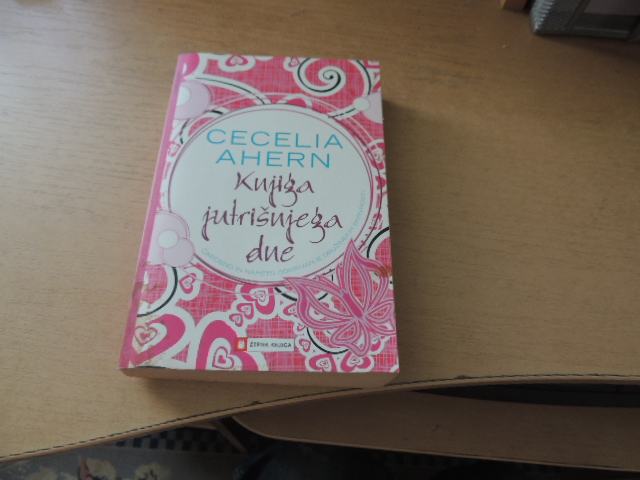 CECELIA
AHERN
Knjiga
jutrišnjega
dne
ŽEPNA KNJIGA